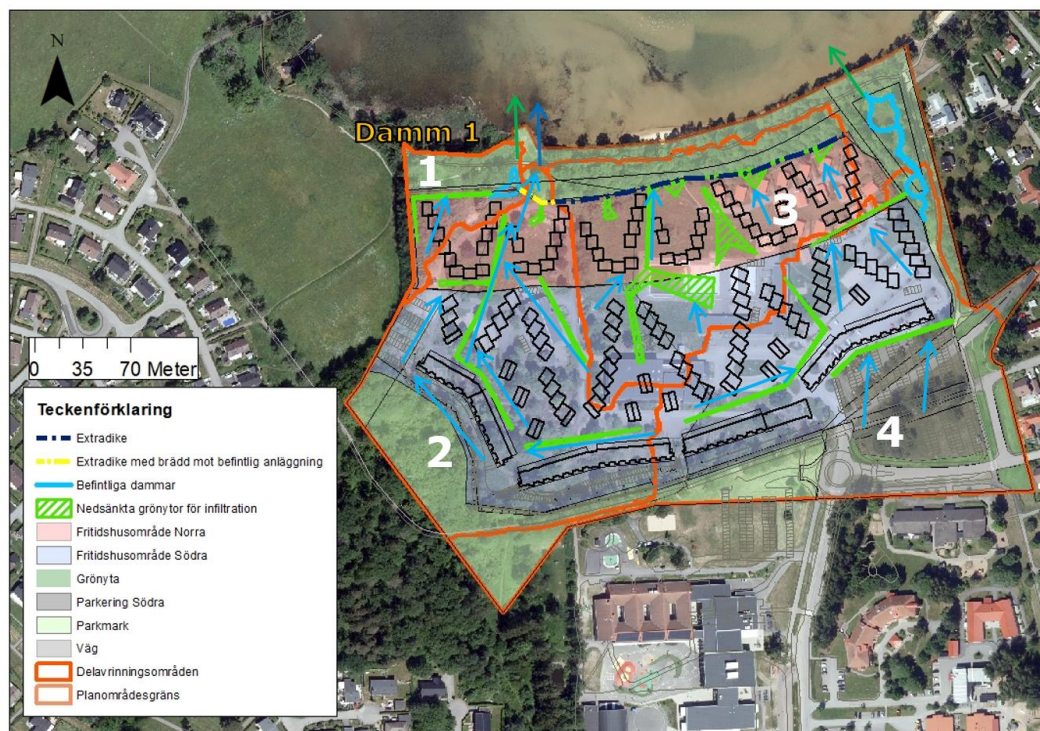 N
Damm 1
1
3
0 35 70 Meter
2
4
Teckenförklaring
Extradike
Extradike med brädd mot befintlig anläggning
Befintliga dammar
Nedsänkta grönytor för infiltration
Fritidshusområde Norra
Fritidshusområde Södra
Grönyta
Parkering Södra
Parkmark
Väg
Delavrinningsområden
Planområdesgräns